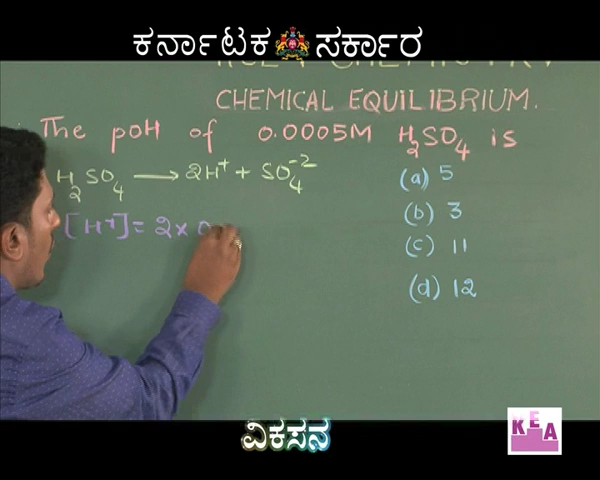 ಕರ್ನಾಟಕ ಸರ್ಕಾರ
CHEMICAL EQUILIBRIUM.
The pOH of 0.0005M H₂SO₄ is
H₂SO₄ → 2H⁺ + SO₄⁻²
[H⁺] = 2 × 0
(a) 5
(b) 3
(c) 11
(d) 12
ವಿಕಸನ
KEA